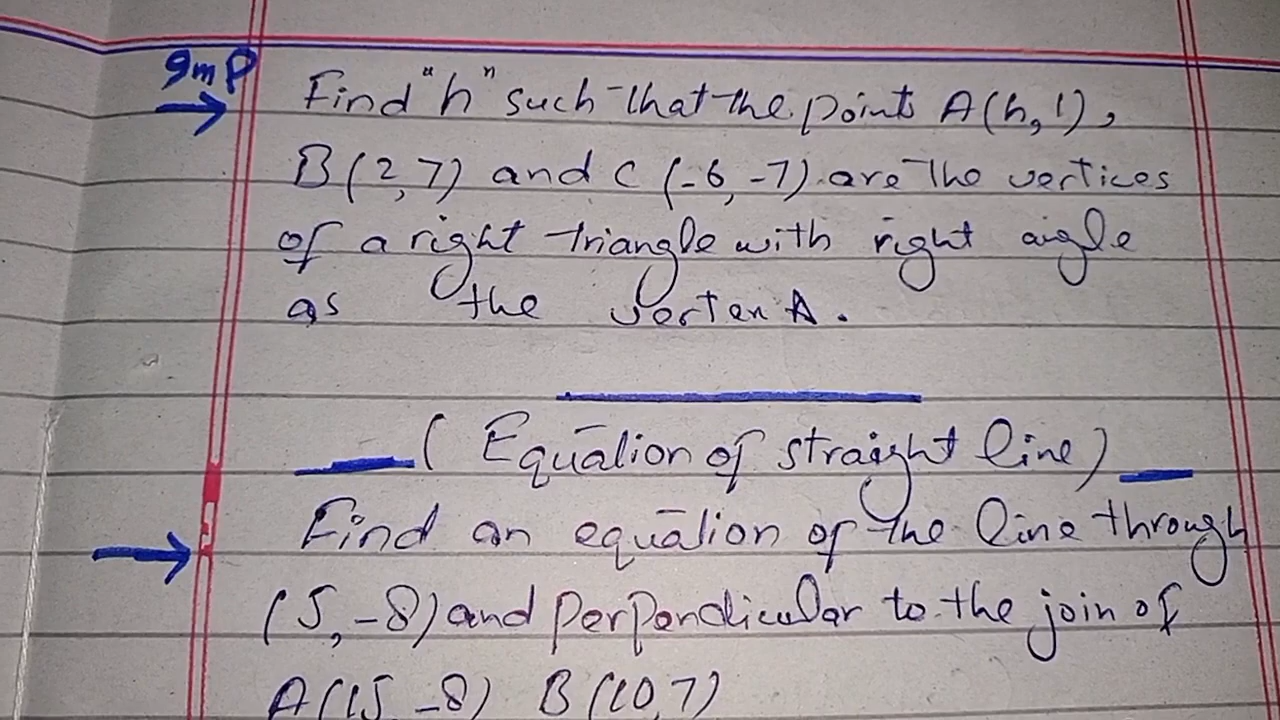 gmP
Find "h" such that the points A(h, 1),
B(2,7) and C (-6, -7) are the vertices
of a right triangle with right angle
as the vertex A.
( Equation of straight line)
Find an equation of the line through
(5, -8) and perpendicular to the join of
A(15, -8) B(10,7)